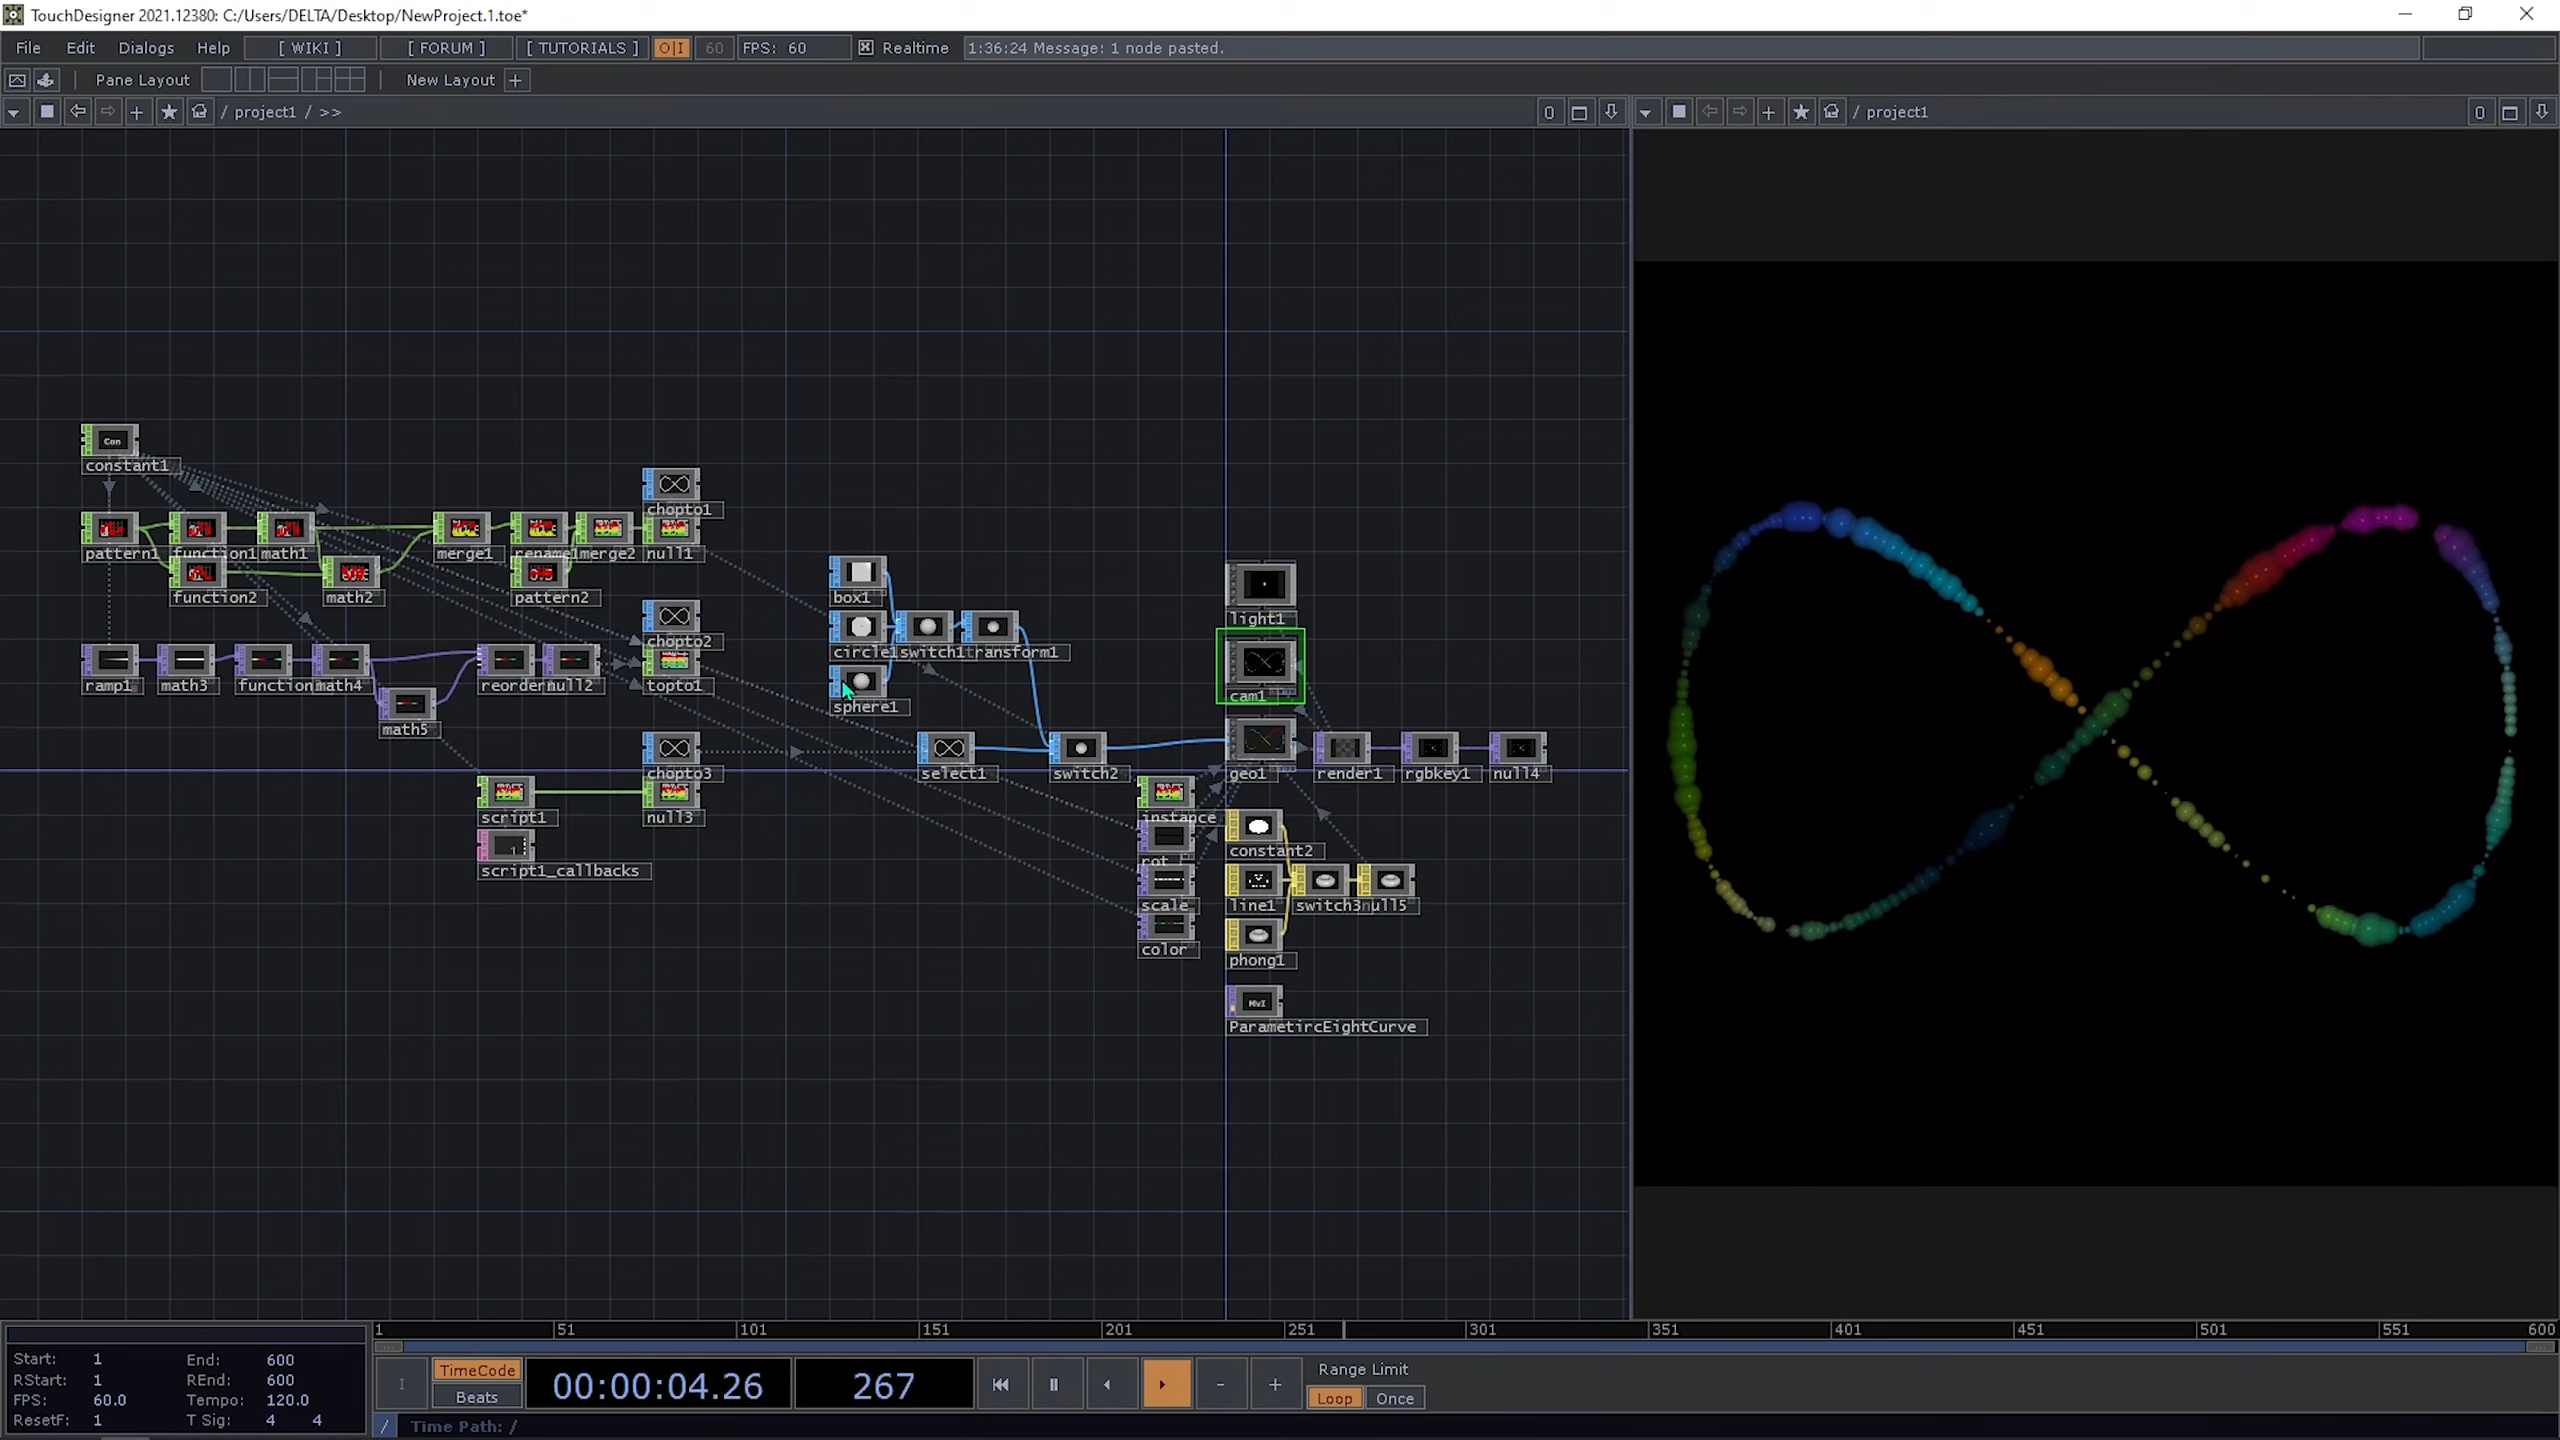 TouchDesigner 2021.12380: C:/Users/DELTA/Desktop/NewProject.1.toe*
File Edit Dialogs Help [ WIKI ] [ FORUM ] [ TUTORIALS ] O|I 60 FPS: 60 Realtime 1:36:24 Message: 1 node pasted.
Pane Layout New Layout +
/ project1 / >> 0 / project1 0
Con
constant1
chopto1
pattern1 function1 math1 merge1 rename1 merge2 null1
function2 math2 pattern2
box1
light1
chopto2
circle1 switch1 transform1
ramp1 math3 function math4 reorder null2 topto1
cam1
sphere1
math5
chopto3 select1 switch2 geo1 render1 rgbkey1 null4
script1 null3 instance
constant2
rot
script1_callbacks
scale line1 switch3 null5
color phong1
MvI
ParametircEightCurve
1 51 101 151 201 251 301 351 401 451 501 551 600
Start: 1 End: 600
RStart: 1 REnd: 600
FPS: 60.0 Tempo: 120.0
ResetF: 1 T Sig: 4 4
TimeCode
Beats
00:00:04.26 267
Range Limit
Loop Once
/ Time Path: /